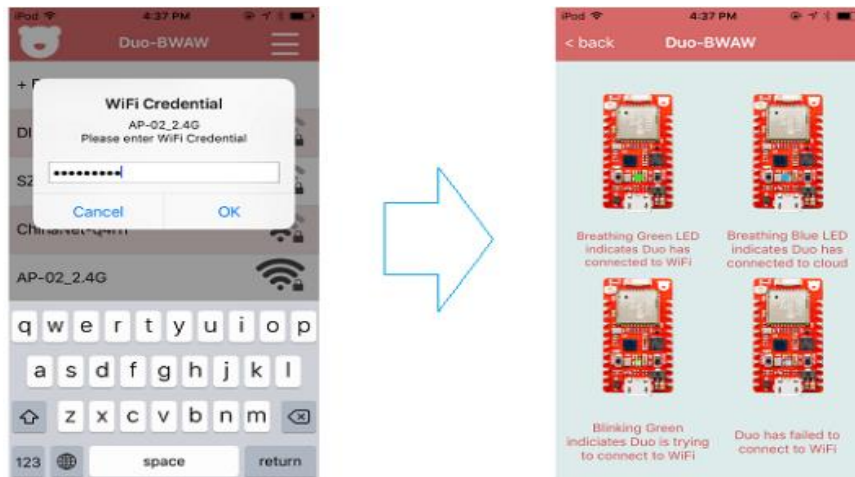 iPod 4:37 PM
Duo-BWAW
WiFi Credential
AP-02_2.4G
Please enter WiFi Credential
•••••••••
Cancel OK
AP-02_2.4G
q w e r t y u i o p
a s d f g h j k l
z x c v b n m
123 space return
iPod 4:37 PM
< back Duo-BWAW
Breathing Green LED
indicates Duo has
connected to WiFi
Breathing Blue LED
indicates Duo has
connected to cloud
Blinking Green
indiciates Duo is trying
to connect to WiFi
Duo has failed to
connect to WiFi